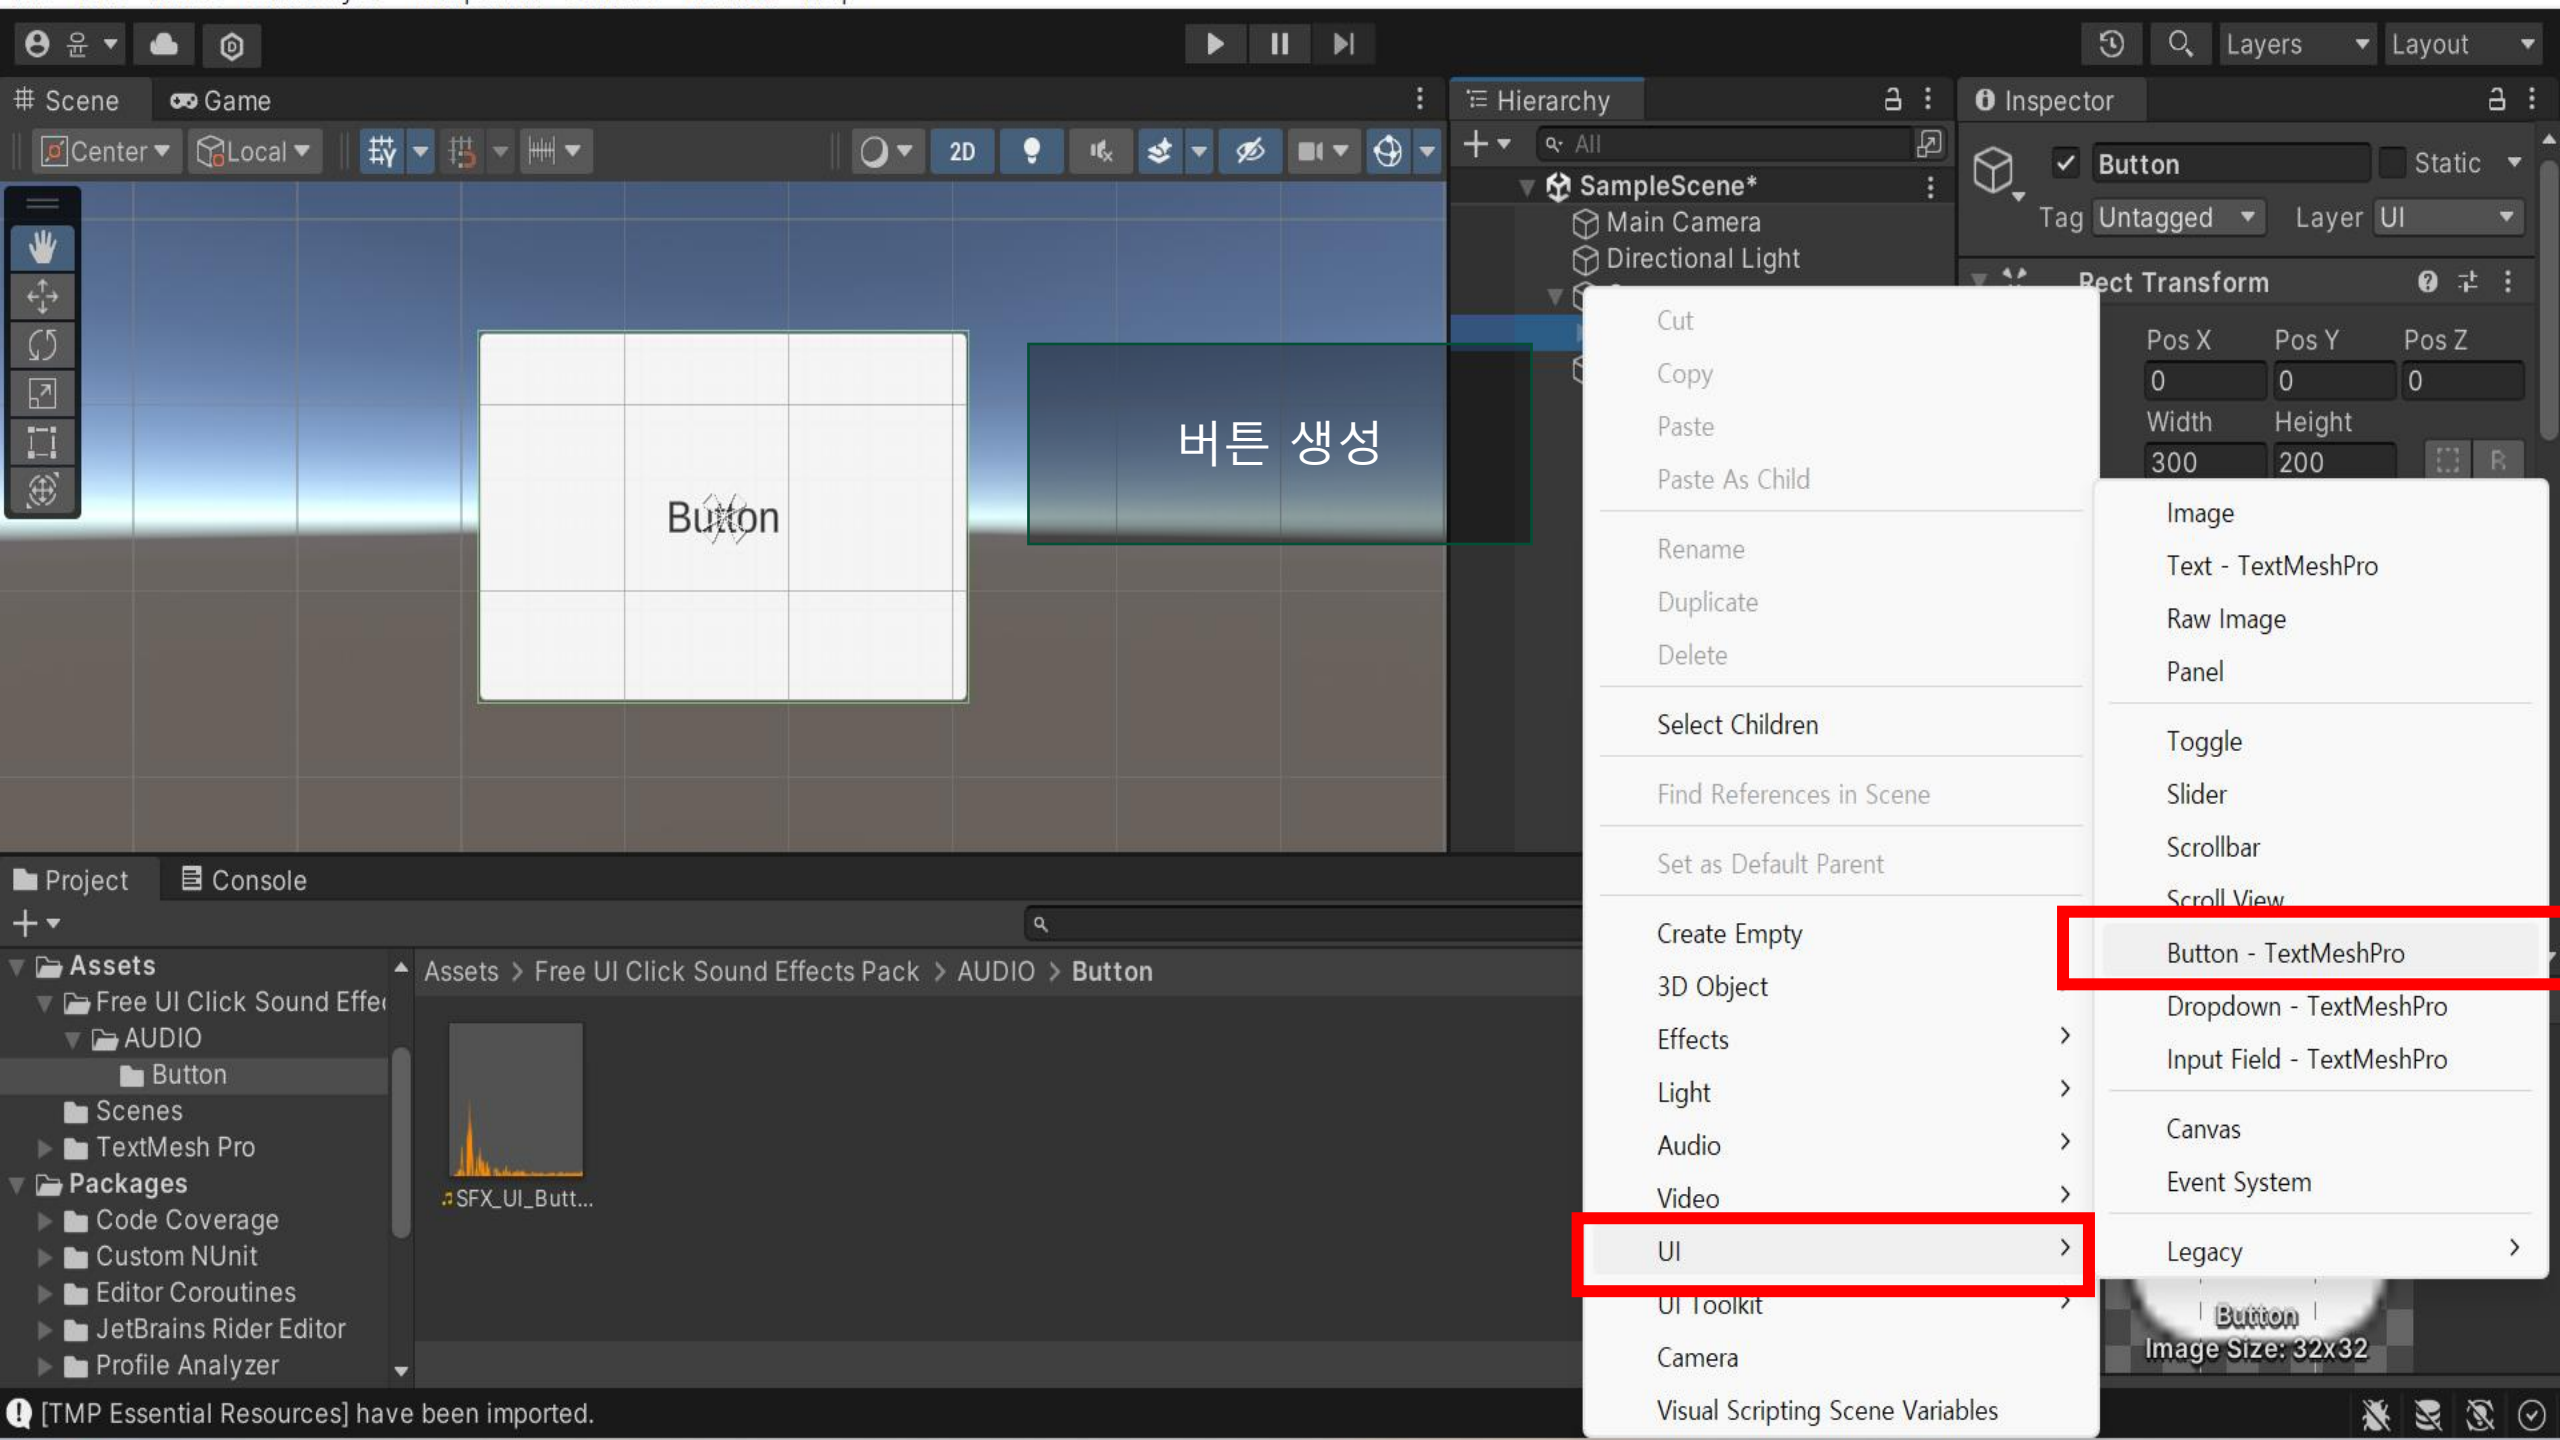 윤
Layers
Layout
Scene
Game
Hierarchy
Inspector
Center
Local
2D
All
Button
Static
SampleScene*
Main Camera
Directional Light
Tag
Untagged
Layer
UI
Rect Transform
Pos X
Pos Y
Pos Z
0
0
0
Width
Height
300
200
R
버튼 생성
Button
Cut
Copy
Paste
Paste As Child
Rename
Duplicate
Delete
Select Children
Find References in Scene
Set as Default Parent
Create Empty
3D Object
Effects
Light
Audio
Video
UI
UI Toolkit
Camera
Visual Scripting Scene Variables
Image
Text - TextMeshPro
Raw Image
Panel
Toggle
Slider
Scrollbar
Scroll View
Button - TextMeshPro
Dropdown - TextMeshPro
Input Field - TextMeshPro
Canvas
Event System
Legacy
Project
Console
Assets
Free UI Click Sound Effec
AUDIO
Button
Scenes
TextMesh Pro
Packages
Code Coverage
Custom NUnit
Editor Coroutines
JetBrains Rider Editor
Profile Analyzer
Assets > Free UI Click Sound Effects Pack > AUDIO > Button
SFX_UI_Butt...
Button
Image Size: 32x32
[TMP Essential Resources] have been imported.